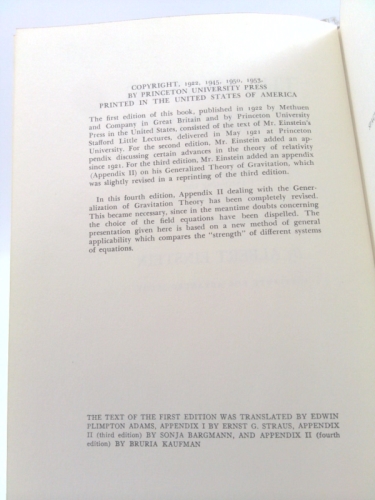 COPYRIGHT, 1922, 1945, 1950, 1953,
BY PRINCETON UNIVERSITY PRESS
PRINTED IN THE UNITED STATES OF AMERICA
The first edition of this book, published in 1922 by Methuen
and Company in Great Britain and by Princeton University
Press in the United States, consisted of the text of Mr. Einstein's
Stafford Little Lectures, delivered in May 1921 at Princeton
University. For the second edition, Mr. Einstein added an ap-
pendix discussing certain advances in the theory of relativity
since 1921. For the third edition, Mr. Einstein added an appendix
(Appendix II) on his Generalized Theory of Gravitation, which
was slightly revised in a reprinting of the third edition.
In this fourth edition, Appendix II dealing with the Gener-
alization of Gravitation Theory has been completely revised.
This became necessary, since in the meantime doubts concerning
the choice of the field equations have been dispelled. The
presentation given here is based on a new method of general
applicability which compares the "strength" of different systems
of equations.
THE TEXT OF THE FIRST EDITION WAS TRANSLATED BY EDWIN
PLIMPTON ADAMS, APPENDIX I BY ERNST G. STRAUS, APPENDIX
II (third edition) BY SONJA BARGMANN, AND APPENDIX II (fourth
edition) BY BRURIA KAUFMAN